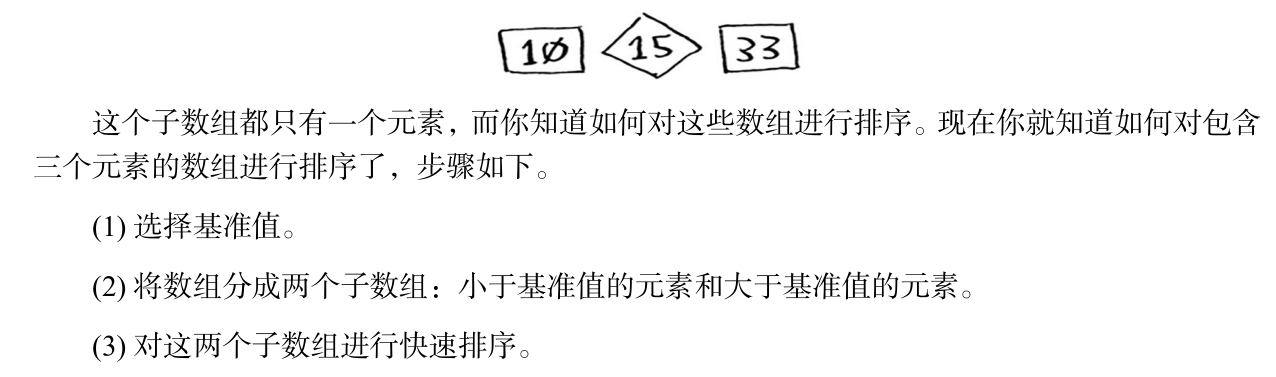 10 15 33
这个子数组都只有一个元素，而你知道如何对这些数组进行排序。现在你就知道如何对包含
三个元素的数组进行排序了，步骤如下。
(1) 选择基准值。
(2) 将数组分成两个子数组：小于基准值的元素和大于基准值的元素。
(3) 对这两个子数组进行快速排序。